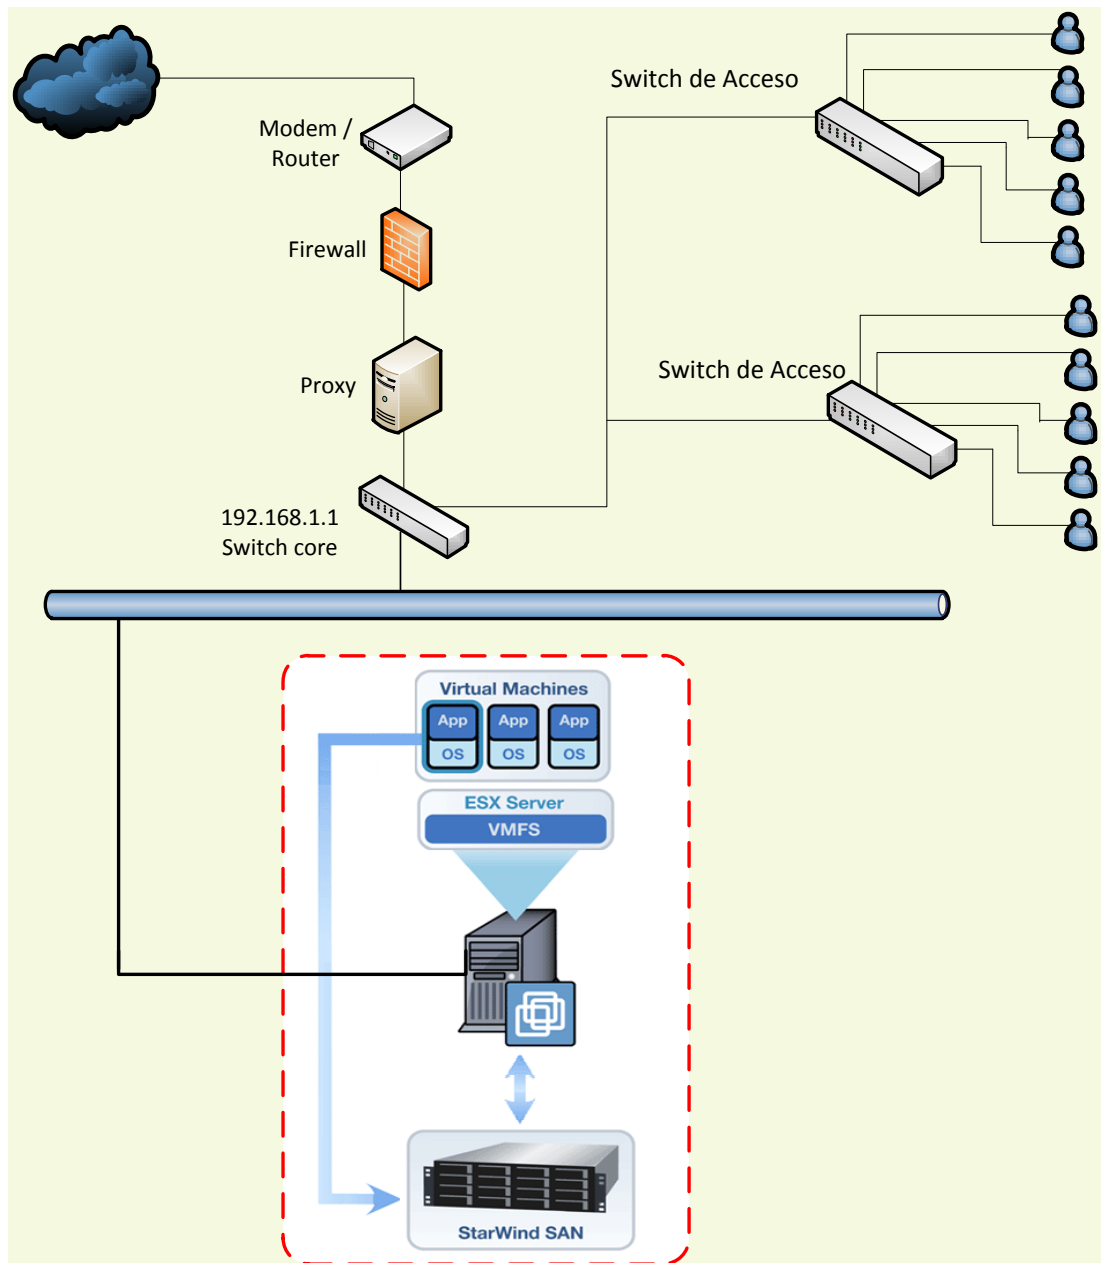 Switch de Acceso
Modem /
Router
Firewall
Switch de Acceso
Proxy
192.168.1.1
Switch core
Virtual Machines
App App App
OS OS OS
ESX Server
VMFS
StarWind SAN